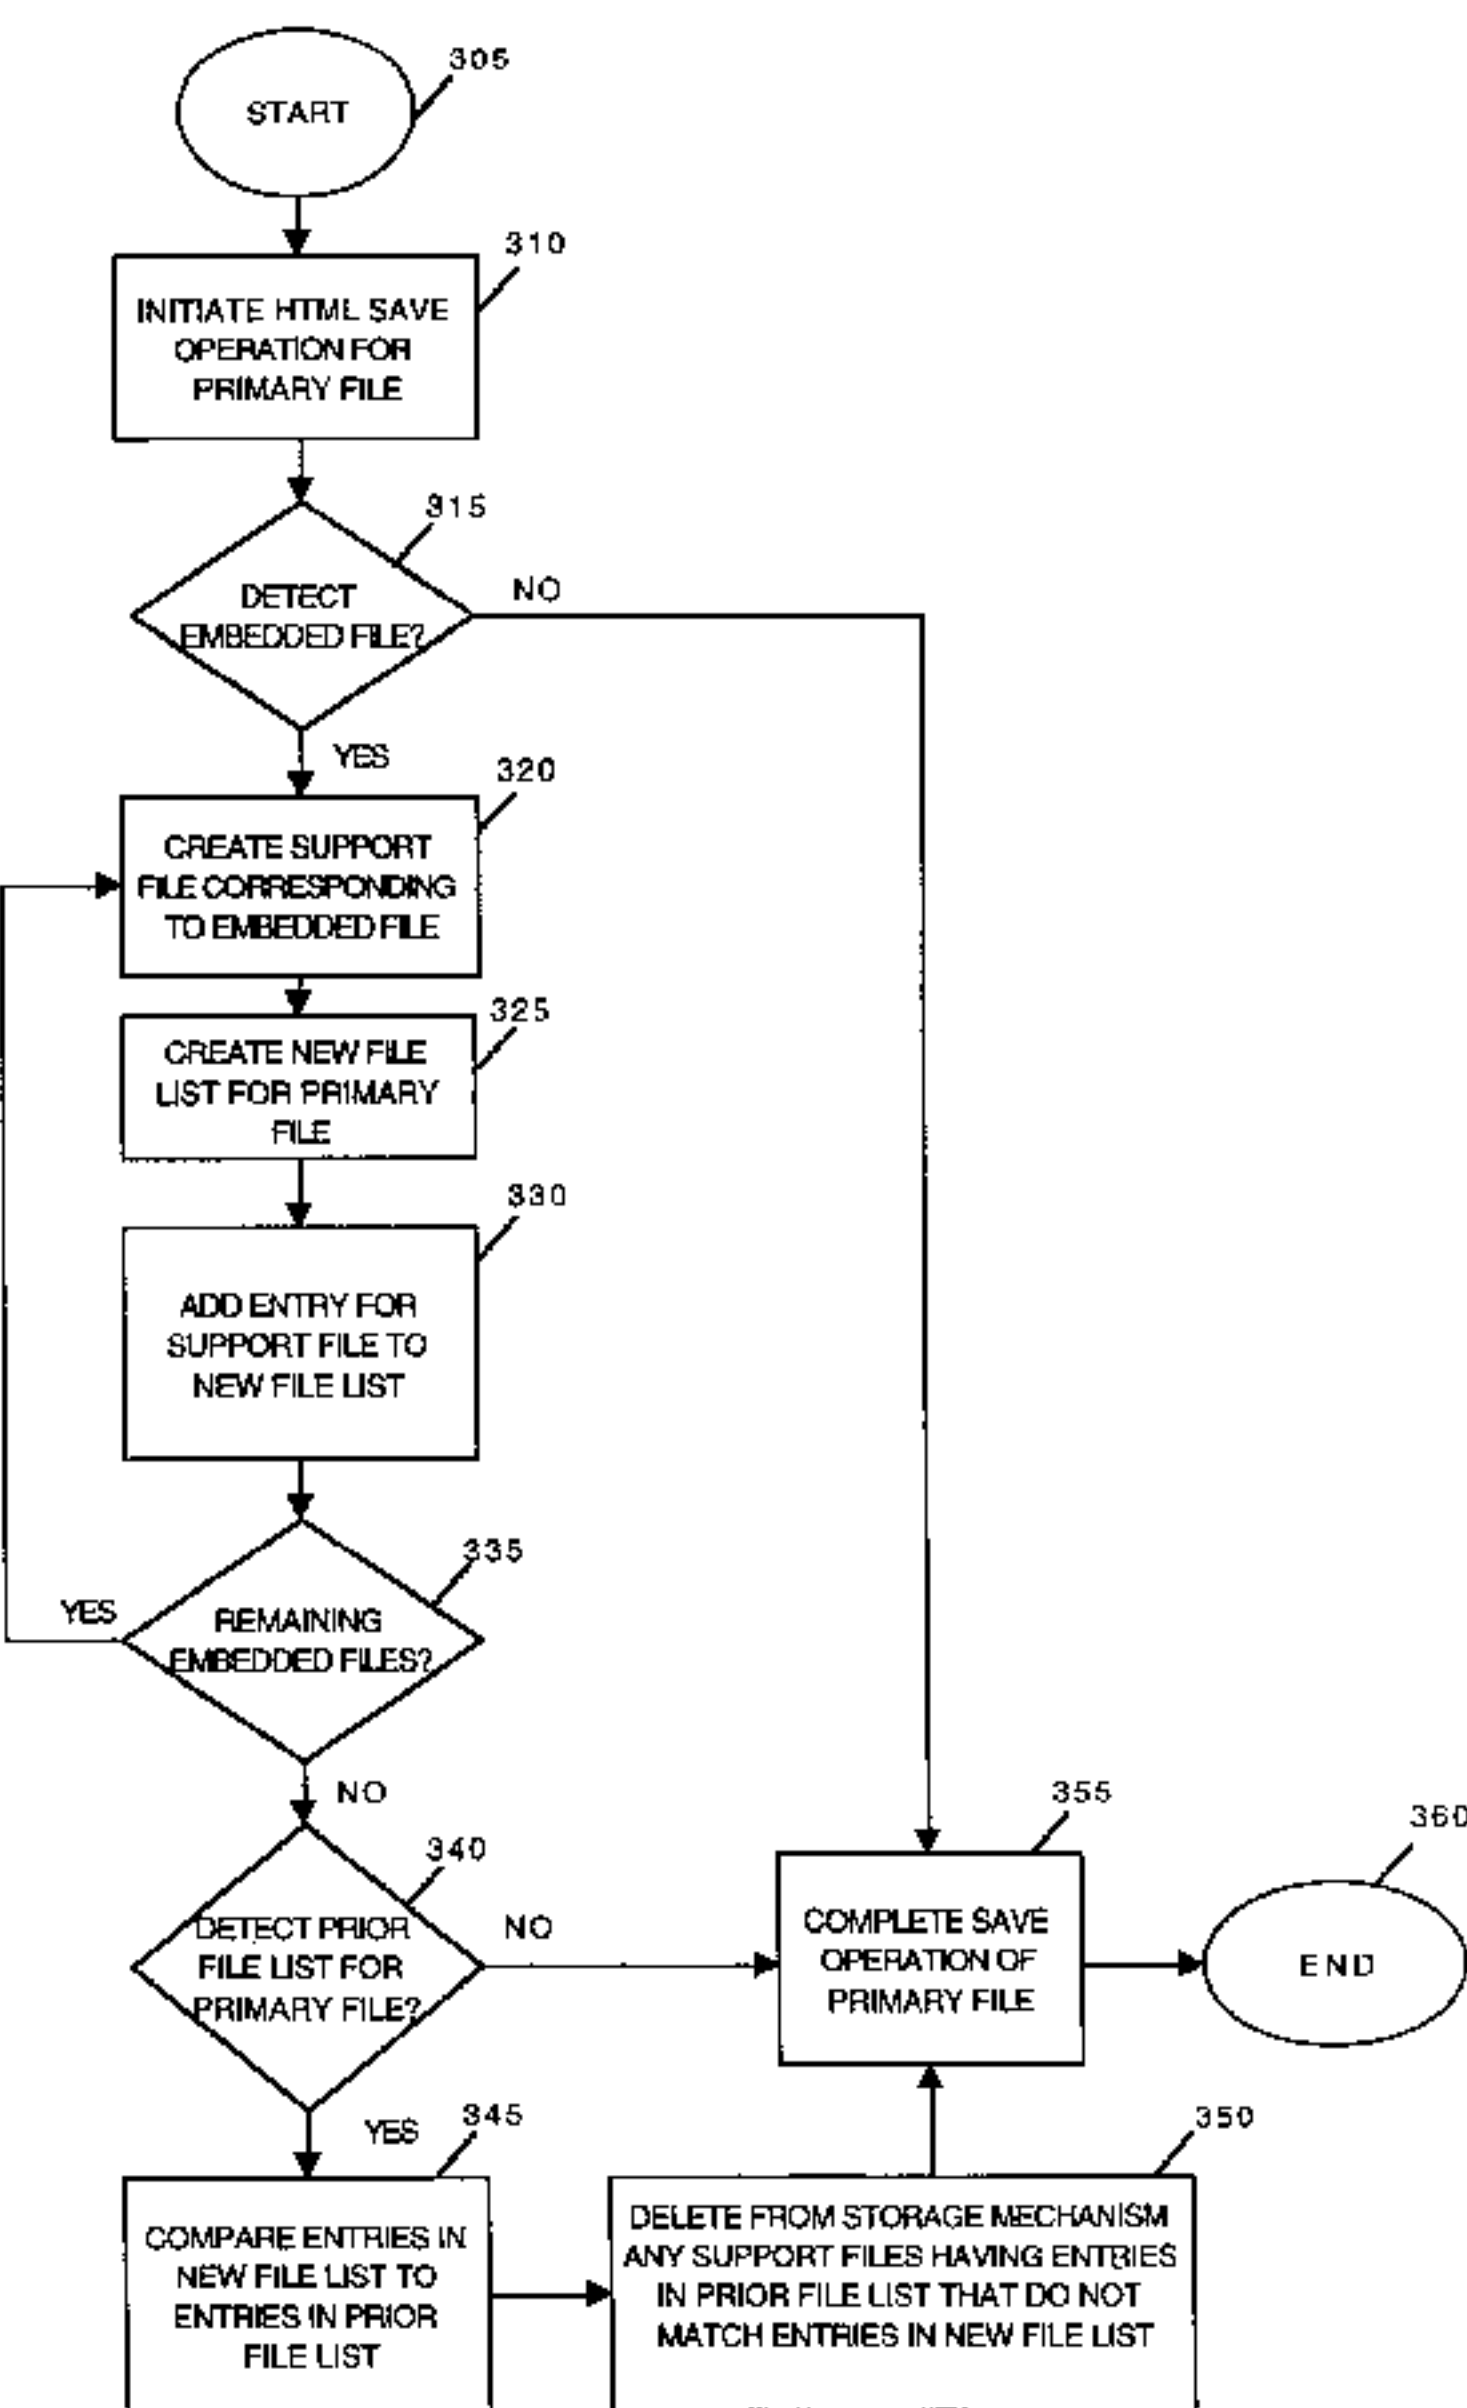 305
START
310
INITIATE HTML SAVE
OPERATION FOR
PRIMARY FILE
315
DETECT
EMBEDDED FILE?
NO
YES
320
CREATE SUPPORT
FILE CORRESPONDING
TO EMBEDDED FILE
325
CREATE NEW FILE
LIST FOR PRIMARY
FILE
330
ADD ENTRY FOR
SUPPORT FILE TO
NEW FILE LIST
335
REMAINING
EMBEDDED FILES?
YES
NO
340
DETECT PRIOR
FILE LIST FOR
PRIMARY FILE?
NO
YES
355
COMPLETE SAVE
OPERATION OF
PRIMARY FILE
360
END
345
COMPARE ENTRIES IN
NEW FILE LIST TO
ENTRIES IN PRIOR
FILE LIST
350
DELETE FROM STORAGE MECHANISM
ANY SUPPORT FILES HAVING ENTRIES
IN PRIOR FILE LIST THAT DO NOT
MATCH ENTRIES IN NEW FILE LIST